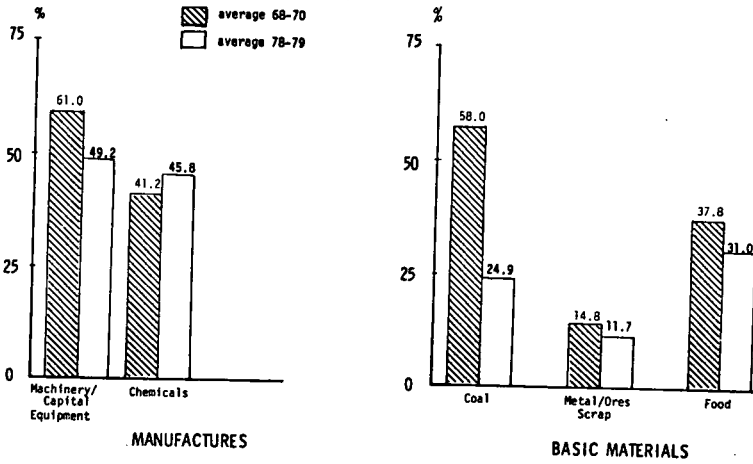 %
average 68-70
average 78-79
75
61.0
50
49.2
41.2
45.8
25
0
Machinery/
Capital
Equipment
Chemicals
MANUFACTURES
%
75
58.0
50
37.8
31.0
25
24.9
14.8
11.7
0
Coal
Metal/Ores
Scrap
Food
BASIC MATERIALS